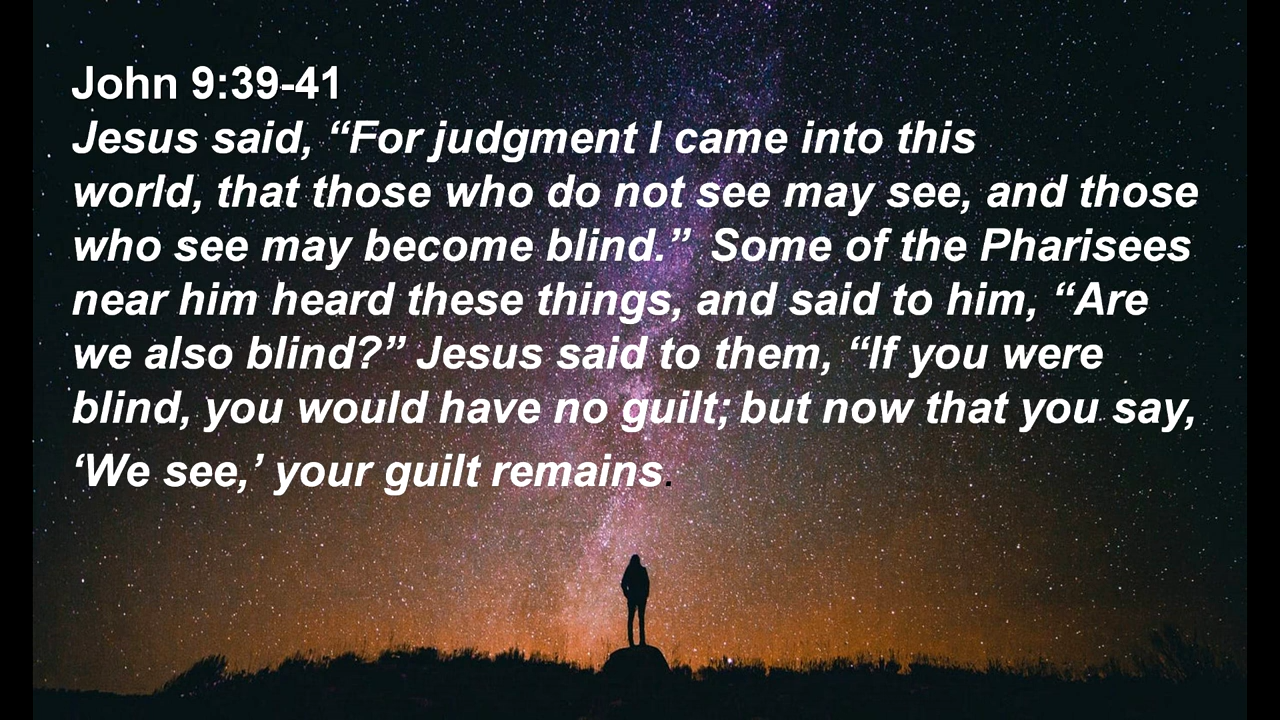 John 9:39-41
Jesus said, “For judgment I came into this
world, that those who do not see may see, and those
who see may become blind.”  Some of the Pharisees
near him heard these things, and said to him, “Are
we also blind?” Jesus said to them, “If you were
blind, you would have no guilt; but now that you say,
‘We see,’ your guilt remains.